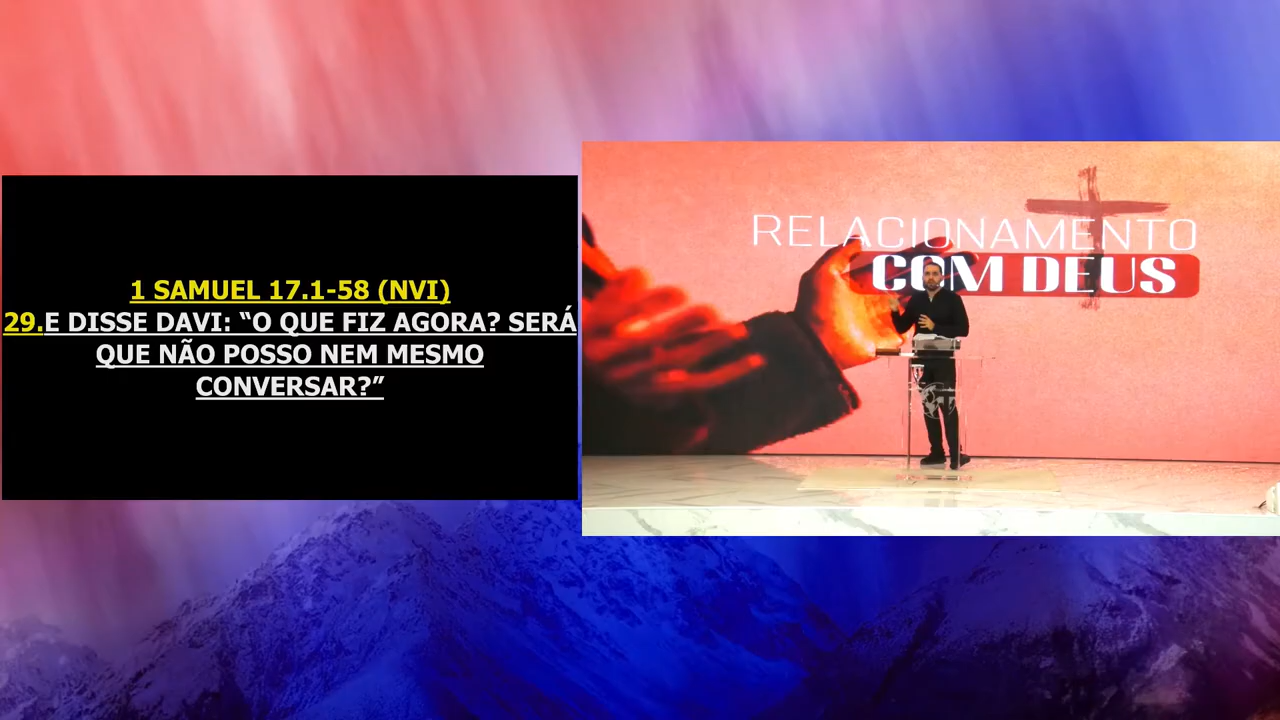 1 SAMUEL 17.1-58 (NVI)
29.E DISSE DAVI: “O QUE FIZ AGORA? SERÁ
QUE NÃO POSSO NEM MESMO
CONVERSAR?”
RELACIONAMENTO
COM DEUS